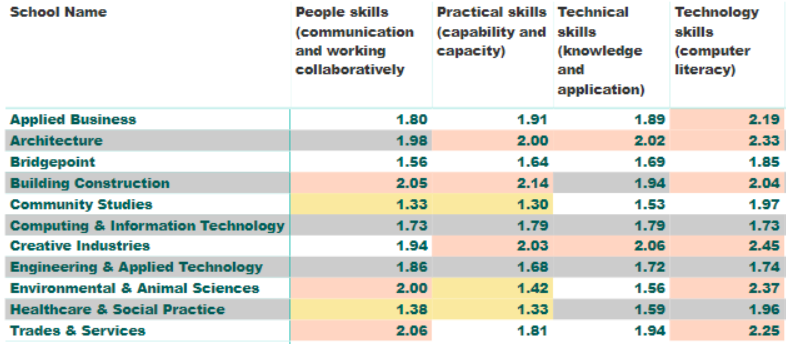 School Name People skills (communication and working collaboratively Practical skills (capability and capacity) Technical skills (knowledge and application) Technology skills (computer literacy)
Applied Business 1.80 1.91 1.89 2.19
Architecture 1.98 2.00 2.02 2.33
Bridgepoint 1.56 1.64 1.69 1.85
Building Construction 2.05 2.14 1.94 2.04
Community Studies 1.33 1.30 1.53 1.97
Computing & Information Technology 1.73 1.79 1.79 1.73
Creative Industries 1.94 2.03 2.06 2.45
Engineering & Applied Technology 1.86 1.68 1.72 1.74
Environmental & Animal Sciences 2.00 1.42 1.56 2.37
Healthcare & Social Practice 1.38 1.33 1.59 1.96
Trades & Services 2.06 1.81 1.94 2.25